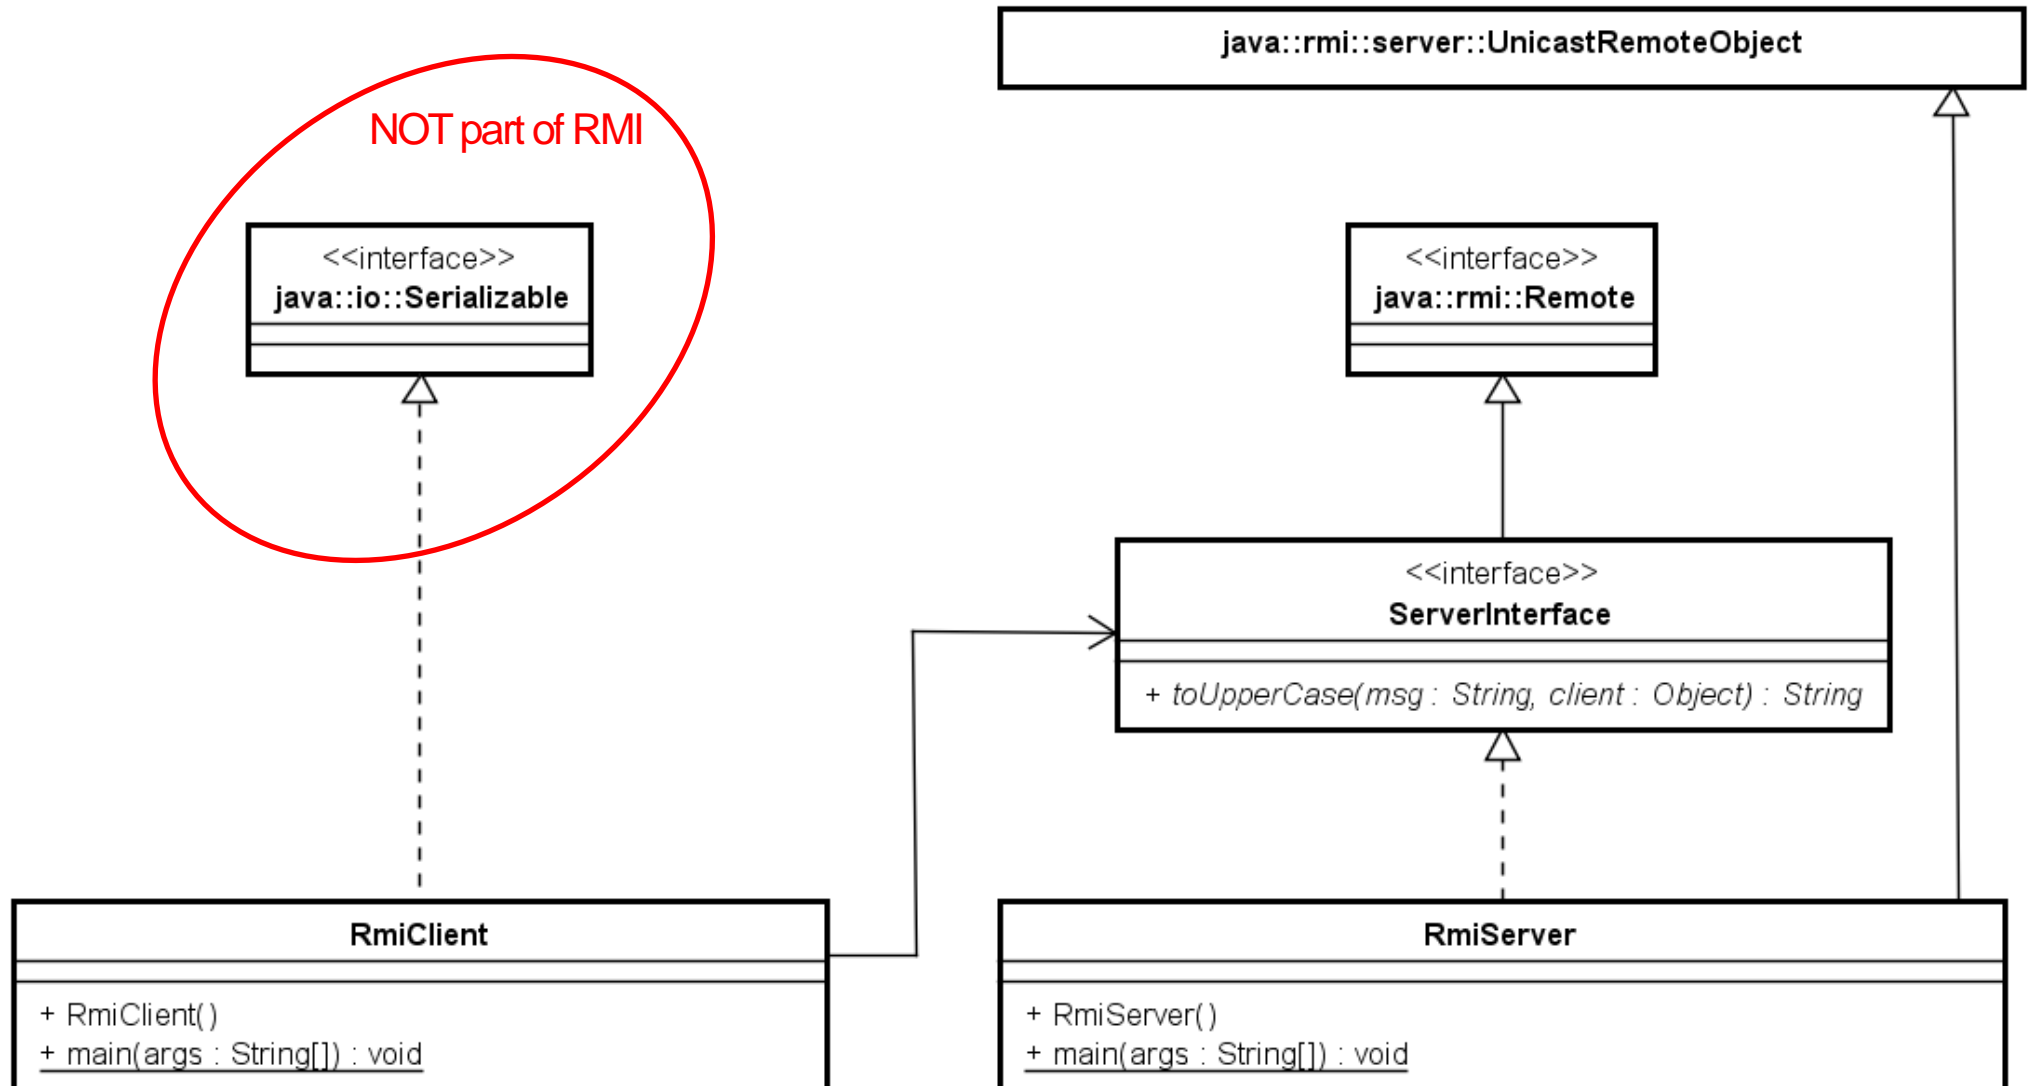 java::rmi::server::UnicastRemoteObject
NOT part of RMI
<<interface>>
java::io::Serializable
<<interface>>
java::rmi::Remote
<<interface>>
ServerInterface
+ toUpperCase(msg : String, client : Object) : String
RmiClient
+ RmiClient()
+ main(args : String[]) : void
RmiServer
+ RmiServer()
+ main(args : String[]) : void